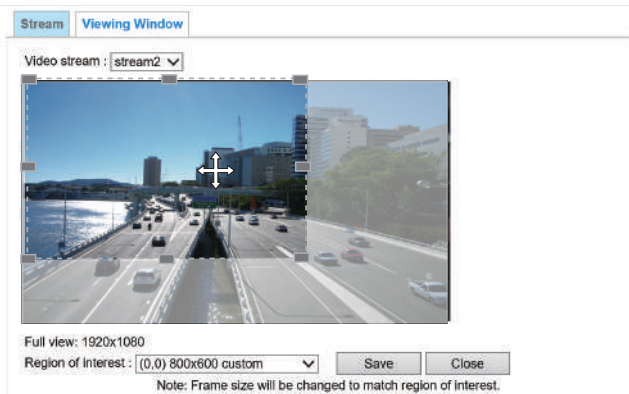 Stream Viewing Window
Video stream : stream2
Full view: 1920x1080
Region of interest : (0,0) 800x600 custom Save Close
Note: Frame size will be changed to match region of interest.